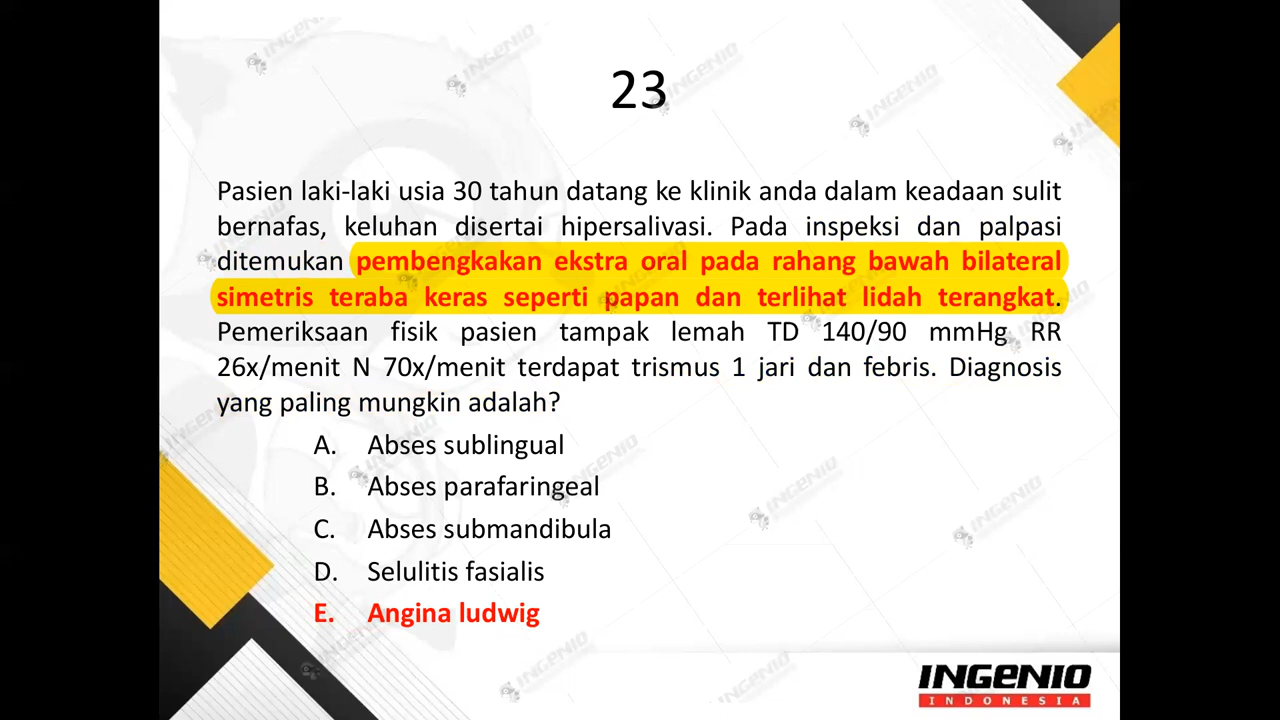 23
Pasien laki-laki usia 30 tahun datang ke klinik anda dalam keadaan sulit
bernafas, keluhan disertai hipersalivasi. Pada inspeksi dan palpasi
ditemukan pembengkakan ekstra oral pada rahang bawah bilateral
simetris teraba keras seperti papan dan terlihat lidah terangkat.
Pemeriksaan fisik pasien tampak lemah TD 140/90 mmHg RR
26x/menit N 70x/menit terdapat trismus 1 jari dan febris. Diagnosis
yang paling mungkin adalah?
A. Abses sublingual
B. Abses parafaringeal
C. Abses submandibula
D. Selulitis fasialis
E. Angina ludwig
INGENIO
INDONESIA